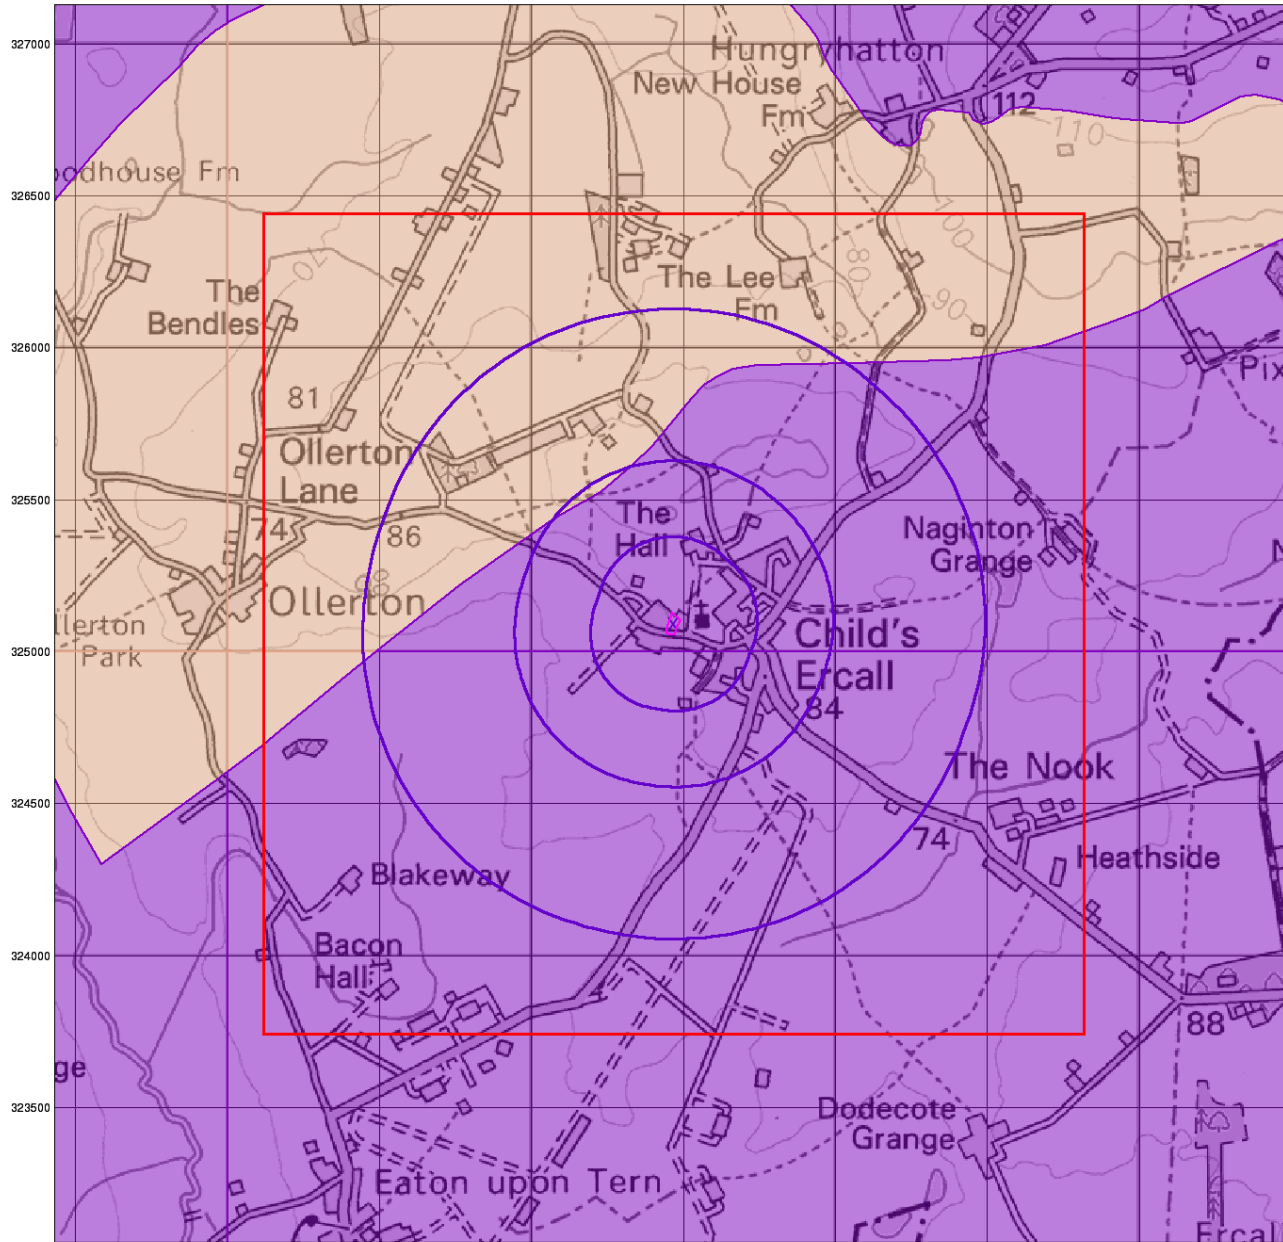 327000
Hungryhatton
New House
Fm
112
110
326500
oodhouse Fm
100
70
The Lee
Fm
80
The
Bendles
90
326000
Pix
81
Ollerton
Lane
325500
The
Hall
74
86
Naginton
Grange
N
Ollerton
llerton
Park
Child's
Ercall
325000
84
The Nook
324500
74
Heathside
Blakeway
Bacon
Hall
324000
88
ge
323500
Dodecote
Grange
Eaton upon Tern
Ercal